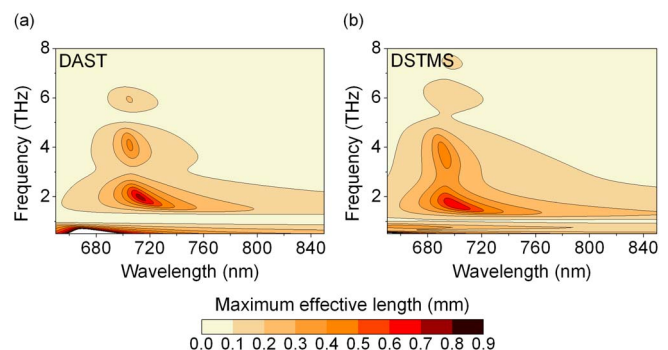 (a)
DAST
8
6
4
2
Frequency (THz)
680 720 760 800 840
Wavelength (nm)
(b)
DSTMS
8
6
4
2
Frequency (THz)
680 720 760 800 840
Wavelength (nm)
Maximum effective length (mm)
0.0 0.1 0.2 0.3 0.4 0.5 0.6 0.7 0.8 0.9